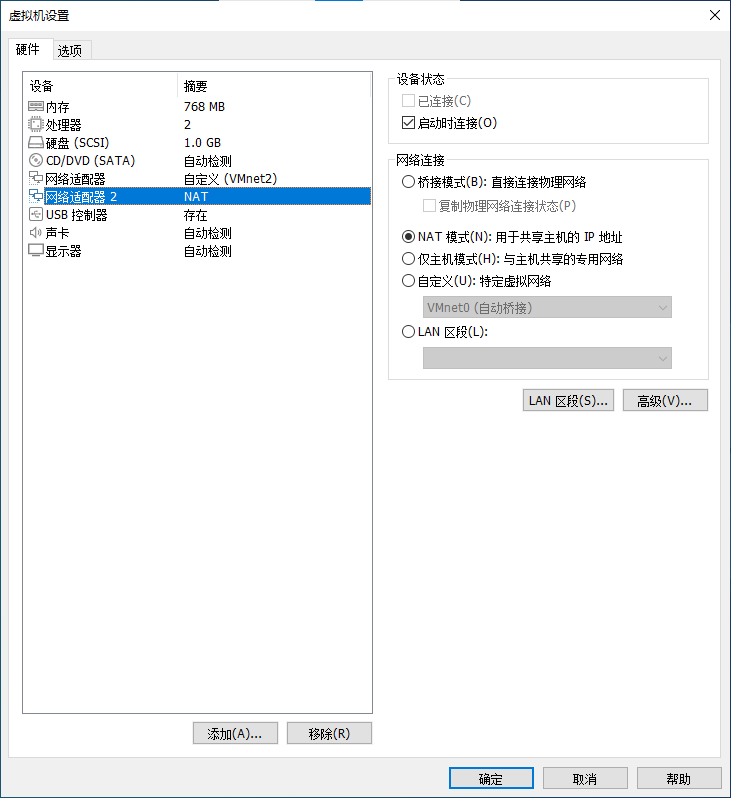 虚拟机设置
硬件 选项
设备 摘要
内存 768 MB
处理器 2
硬盘 (SCSI) 1.0 GB
CD/DVD (SATA) 自动检测
网络适配器 自定义 (VMnet2)
网络适配器 2 NAT
USB 控制器 存在
声卡 自动检测
显示器 自动检测
添加(A)... 移除(R)
设备状态
已连接(C)
启动时连接(O)
网络连接
桥接模式(B): 直接连接物理网络
复制物理网络连接状态(P)
NAT 模式(N): 用于共享主机的 IP 地址
仅主机模式(H): 与主机共享的专用网络
自定义(U): 特定虚拟网络
VMnet0 (自动桥接)
LAN 区段(L):
LAN 区段(S)... 高级(V)...
确定 取消 帮助